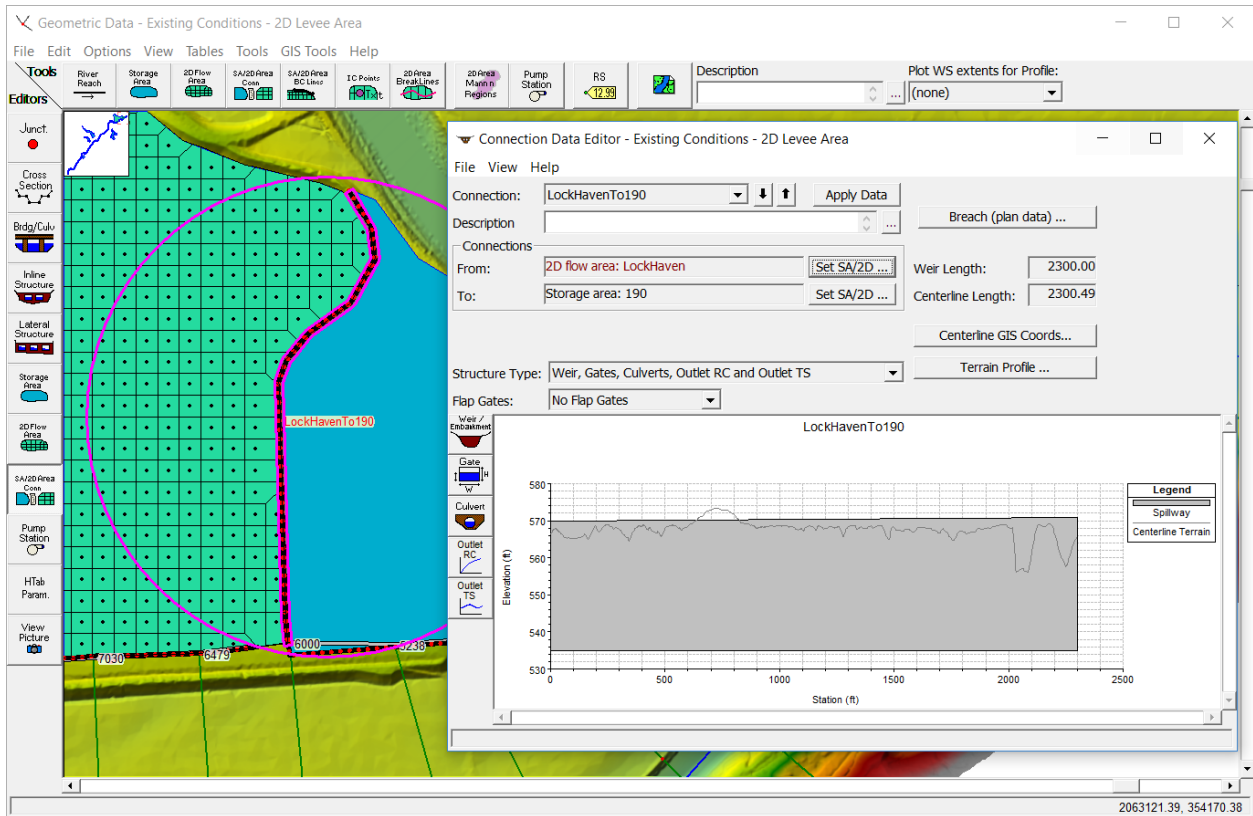 Geometric Data - Existing Conditions - 2D Levee Area
File Edit Options View Tables Tools GIS Tools Help
Tools
Editors
River
Reach
Storage
Area
2D Flow
Area
SA/2D Area
Conn
SA/2D Area
BC Lines
IC Points
2D Area
BreakLines
2D Area
Mann n
Regions
Pump
Station
RS
12.99
Description
...
Plot WS extents for Profile:
(none)
Junct.
Cross
Section
Brdg/Culv
Inline
Structure
Lateral
Structure
Storage
Area
2D Flow
Area
SA/2D Area
Conn
Pump
Station
HTab
Param.
View
Picture
LockHavenTo190
7030
6479
6000
5238
Connection Data Editor - Existing Conditions - 2D Levee Area
File View Help
Connection: LockHavenTo190 Apply Data
Description ... Breach (plan data) ...
Connections
From: 2D flow area: LockHaven Set SA/2D ... Weir Length: 2300.00
To: Storage area: 190 Set SA/2D ... Centerline Length: 2300.49
Centerline GIS Coords...
Structure Type: Weir, Gates, Culverts, Outlet RC and Outlet TS Terrain Profile ...
Flap Gates: No Flap Gates
Weir /
Embankment
Gate
H
W
Culvert
Outlet
RC
Outlet
TS
LockHavenTo190
580
570
560
550
540
530
Elevation (ft)
0 500 1000 1500 2000 2500
Station (ft)
Legend
Spillway
Centerline Terrain
2063121.39, 354170.38